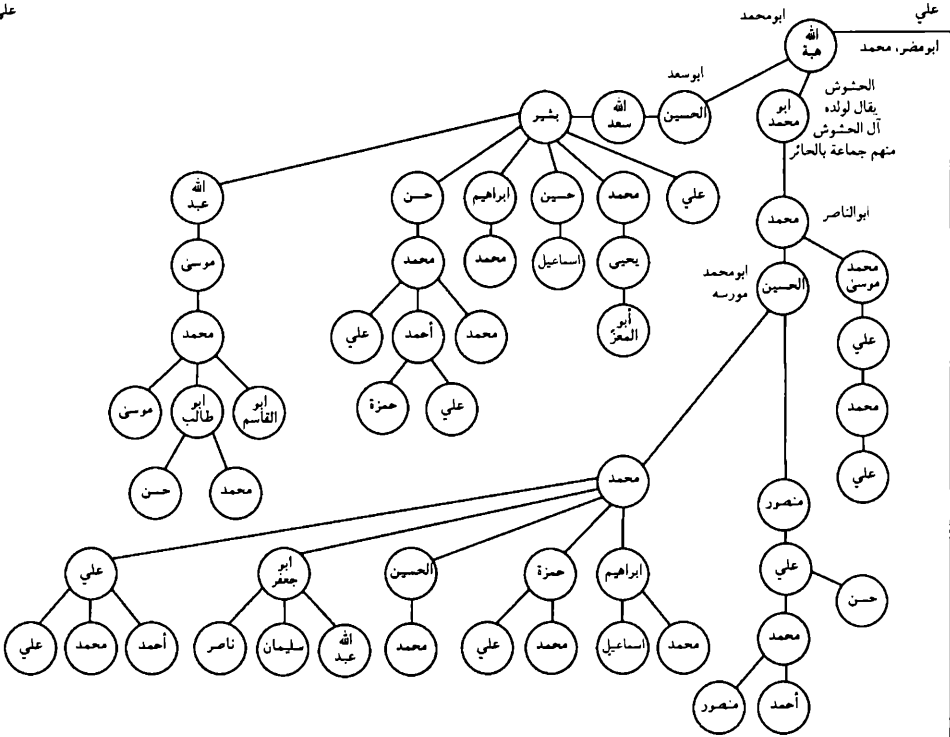 علي
علي
ابومحمد
ابومضر، محمد
الله
هبة
الحشوش
يقال لولده
آل الحشوش
منهم جماعة بالحائر
ابو
محمد
ابوسعد
الحسين
الله
سعد
بشير
علي
محمد
حسين
ابراهيم
حسن
الله
عبد
ابوالناصر
محمد
يحيى
اسماعيل
محمد
محمد
موسى
محمد
موسى
الحسين
ابومحمد
مورسه
أبو
المعز
محمد
أحمد
علي
محمد
علي
علي
حمزة
ابو
القاسم
ابو
طالب
موسى
محمد
محمد
حسن
علي
محمد
منصور
ابراهيم
حمزة
الحسين
أبو
جعفر
علي
علي
حسن
محمد
اسماعيل
محمد
علي
محمد
الله
عبد
سليمان
ناصر
أحمد
محمد
علي
محمد
أحمد
منصور